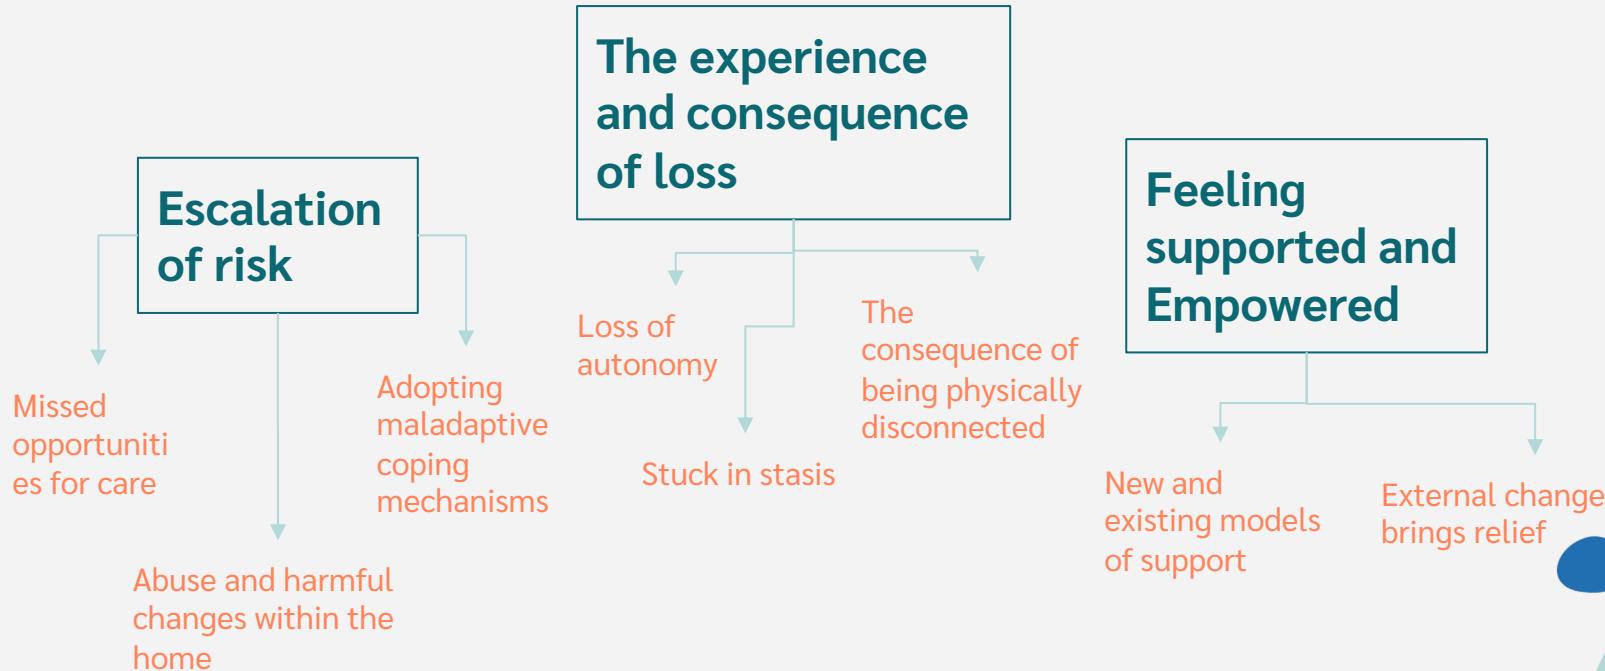 Escalation
of risk
Missed
opportuniti
es for care
Abuse and harmful
changes within the
home
Adopting
maladaptive
coping
mechanisms
The experience
and consequence
of loss
Loss of
autonomy
Stuck in stasis
The
consequence of
being physically
disconnected
Feeling
supported and
Empowered
New and
existing models
of support
External change
brings relief